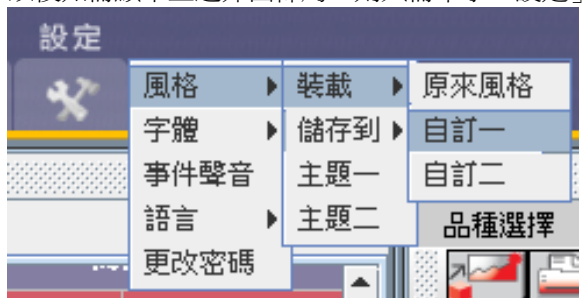 設定
風格
字體
事件聲音
語言
更改密碼
裝載
儲存到
主題一
主題二
原來風格
自訂一
自訂二
品種選擇